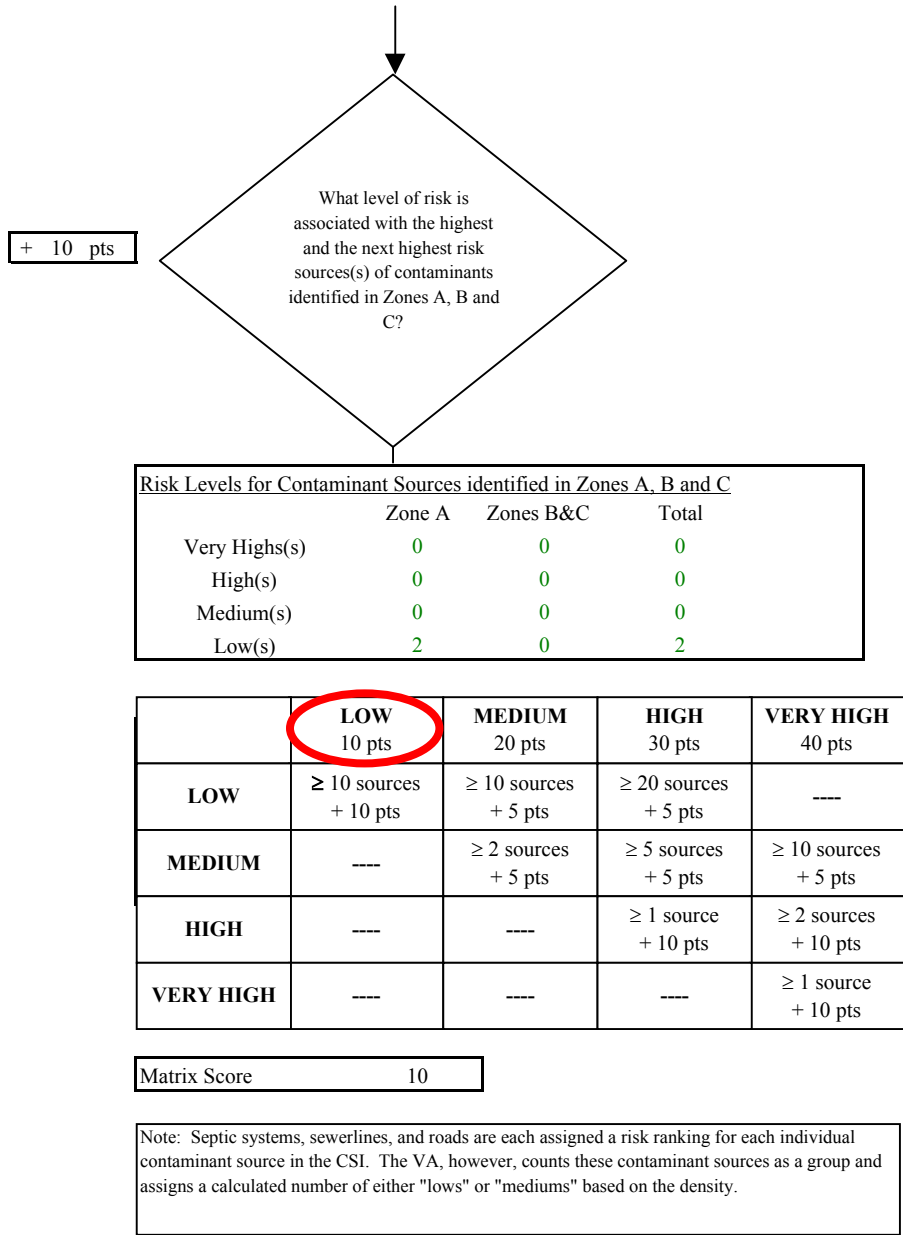 What level of risk is
associated with the highest
and the next highest risk
sources(s) of contaminants
identified in Zones A, B and
C?
+ 10 pts
Risk Levels for Contaminant Sources identified in Zones A, B and C
Zone A Zones B&C Total
Very Highs(s) 0 0 0
High(s) 0 0 0
Medium(s) 0 0 0
Low(s) 2 0 2
LOW MEDIUM HIGH VERY HIGH
10 pts 20 pts 30 pts 40 pts
LOW ≥ 10 sources + 10 pts ≥ 10 sources + 5 pts ≥ 20 sources + 5 pts ----
MEDIUM ---- ≥ 2 sources + 5 pts ≥ 5 sources + 5 pts ≥ 10 sources + 5 pts
HIGH ---- ---- ≥ 1 source + 10 pts ≥ 2 sources + 10 pts
VERY HIGH ---- ---- ---- ≥ 1 source + 10 pts
Matrix Score 10
Note: Septic systems, sewerlines, and roads are each assigned a risk ranking for each individual
contaminant source in the CSI. The VA, however, counts these contaminant sources as a group and
assigns a calculated number of either "lows" or "mediums" based on the density.